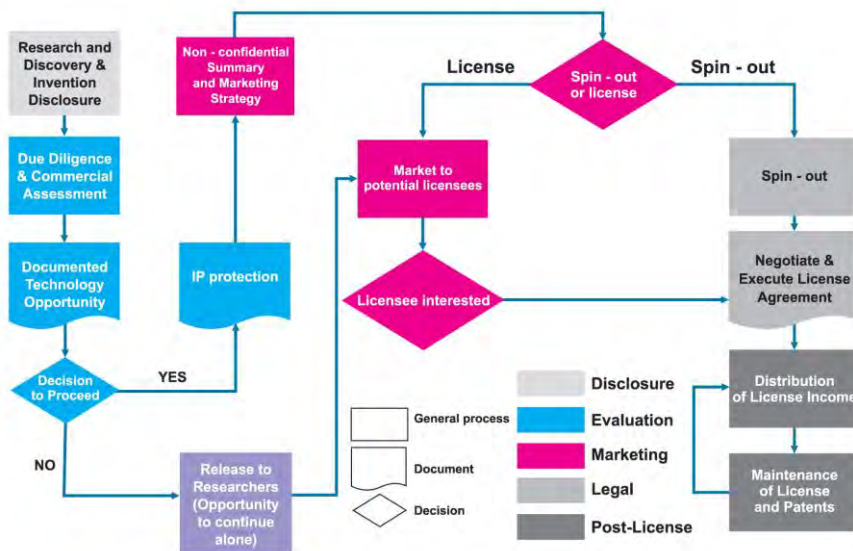 Research and
Discovery &
Invention
Disclosure
Due Diligence
& Commercial
Assessment
Documented
Technology
Opportunity
Decision
to Proceed
YES
NO
IP protection
Non - confidential
Summary
and Marketing
Strategy
Release to
Researchers
(Opportunity
to continue
alone)
License
Spin - out
or license
Spin - out
Market to
potential licensees
Licensee interested
Spin - out
Negotiate &
Execute License
Agreement
Distribution
of License Income
Maintenance
of License
and Patents
General process
Document
Decision
Disclosure
Evaluation
Marketing
Legal
Post-License